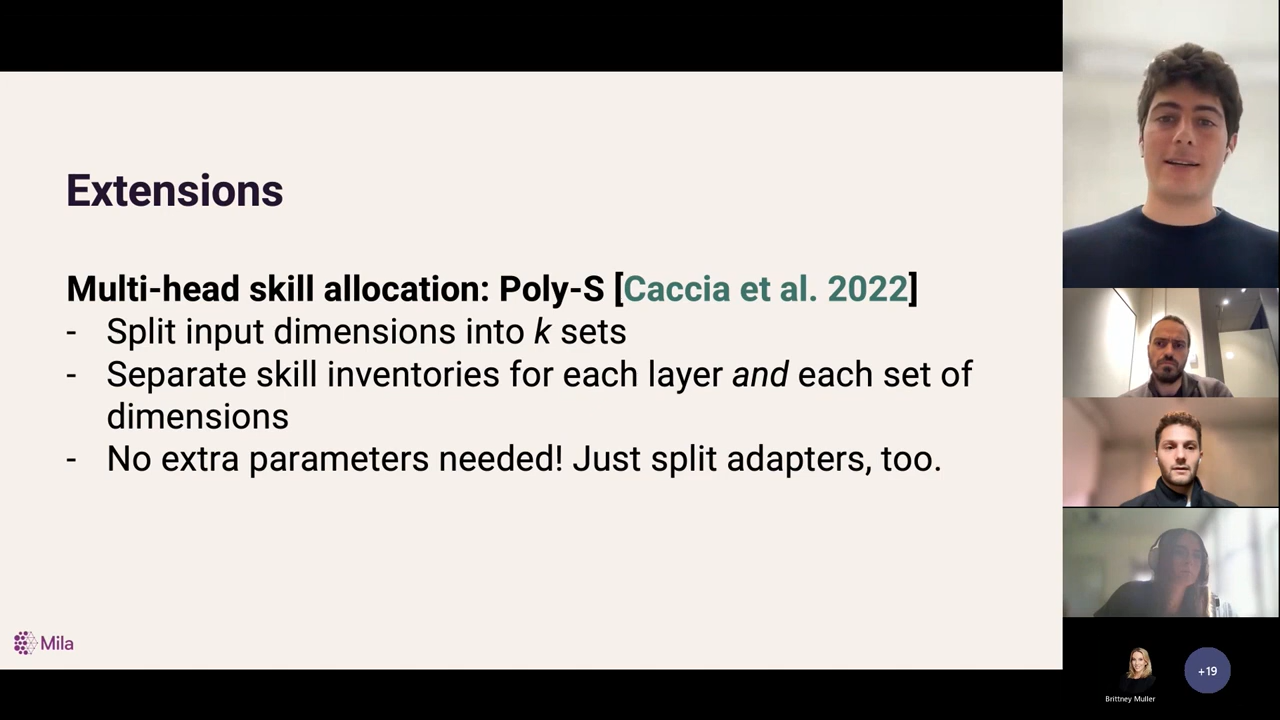 Extensions
Multi-head skill allocation: Poly-S [Caccia et al. 2022]
- Split input dimensions into k sets
- Separate skill inventories for each layer and each set of
dimensions
- No extra parameters needed! Just split adapters, too.
Mila
+19
Brittney Muller